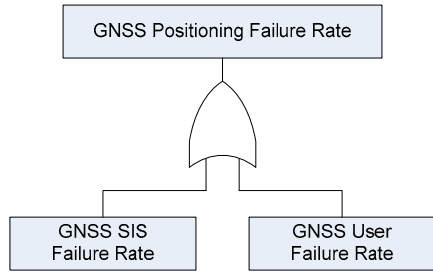 GNSS Positioning Failure Rate
GNSS SIS
Failure Rate
GNSS User
Failure Rate